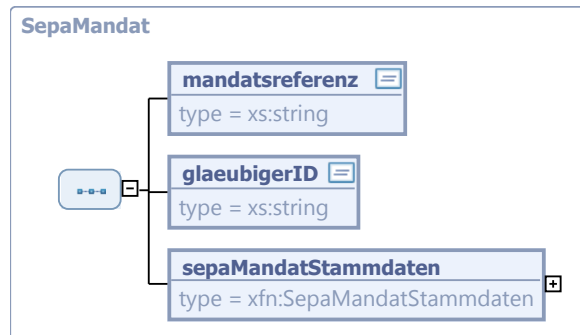 SepaMandat
mandatsreferenz
type = xs:string
glaeubigerID
type = xs:string
sepaMandatStammdaten
type = xfn:SepaMandatStammdaten